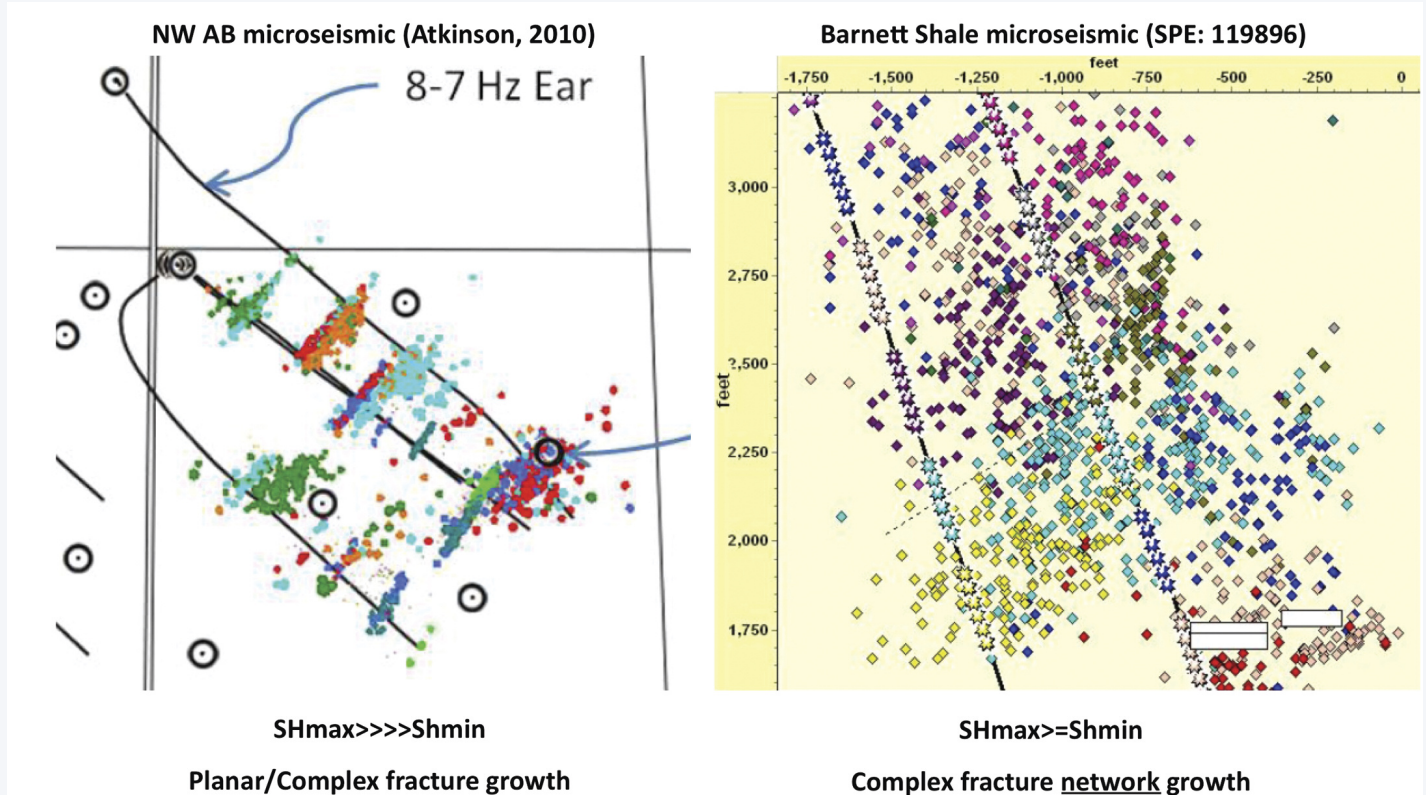 NW AB microseismic (Atkinson, 2010)
8-7 Hz Ear
SHmax>>>>Shmin
Planar/Complex fracture growth
Barnett Shale microseismic (SPE: 119896)
feet
-1,750 -1,500 -1,250 -1,000 -750 -500 -250 0
3,000
2,750
2,500
feet
2,250
2,000
1,750
SHmax>=Shmin
Complex fracture network growth